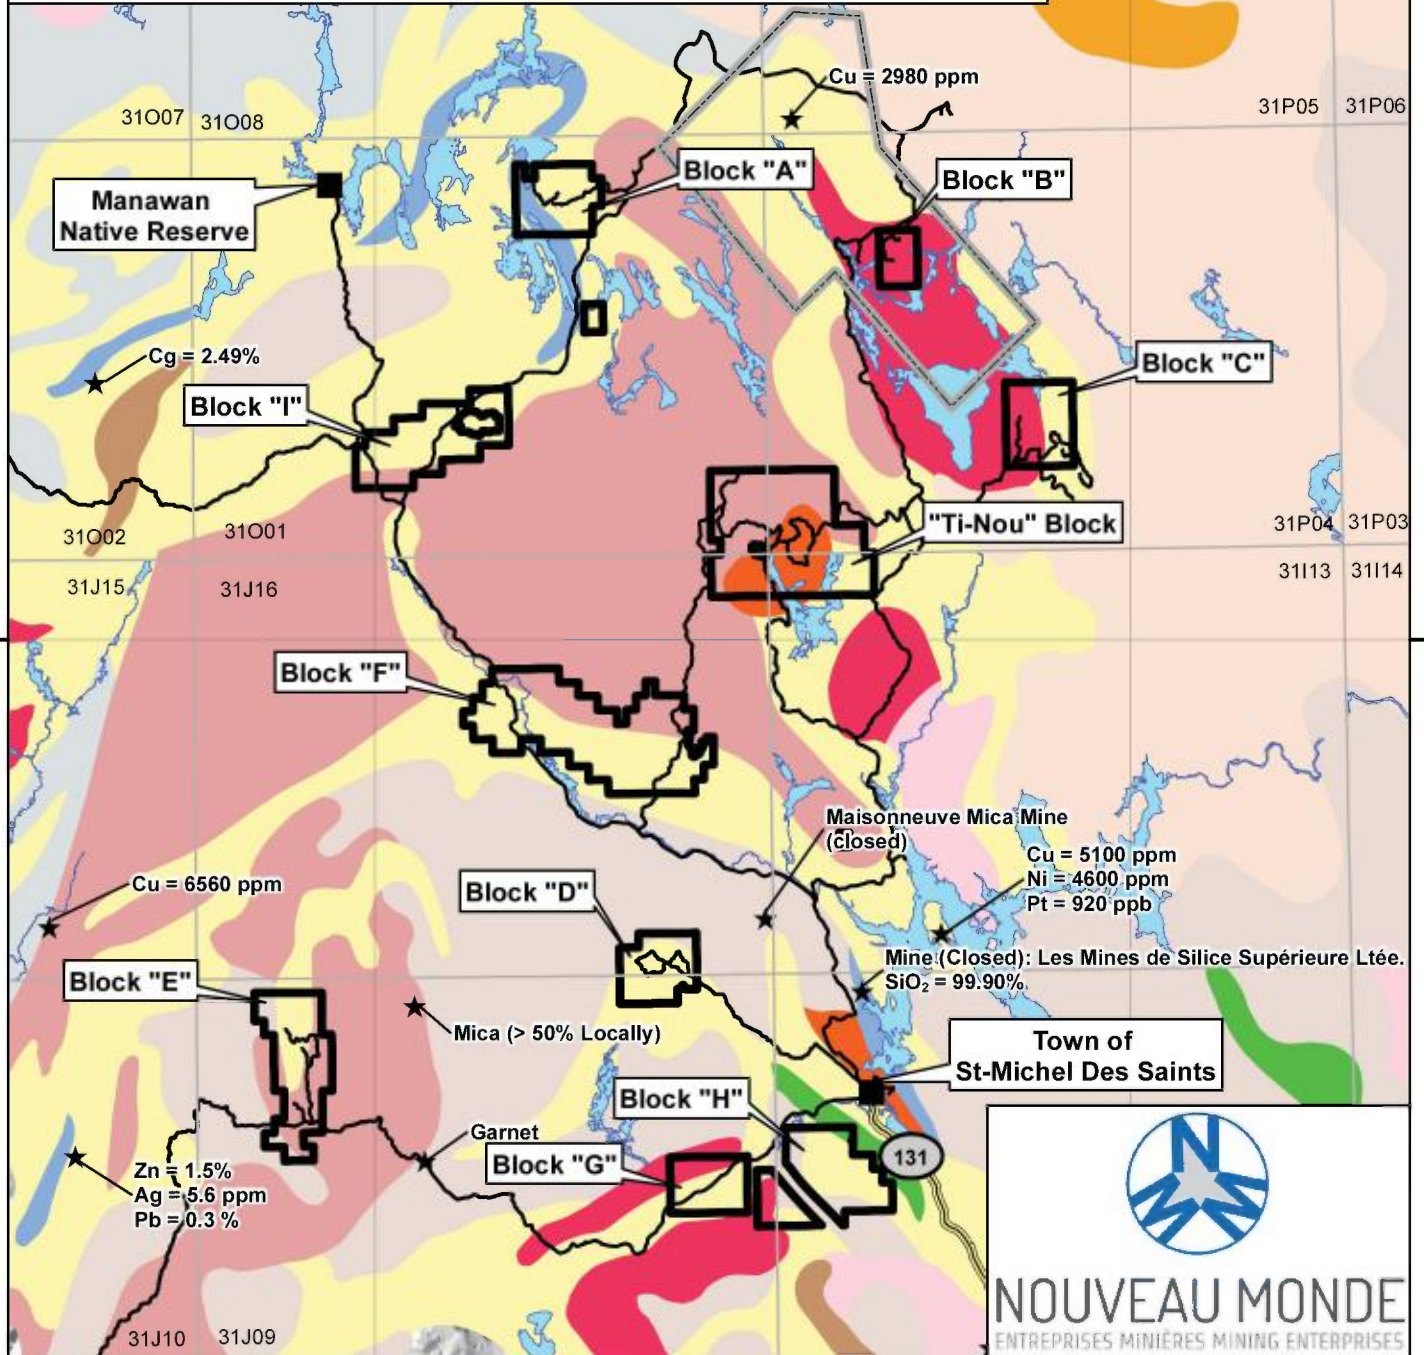 Cu = 2980 ppm
31O07
31O08
31P05
31P06
Block "A"
Block "B"
Manawan
Native Reserve
Cg = 2.49%
Block "C"
Block "I"
31O02
31O01
"Ti-Nou" Block
31P04
31P03
31J15
31J16
31I13
31I14
Block "F"
Maisonneuve Mica Mine
(closed)
Cu = 5100 ppm
Ni = 4600 ppm
Pt = 920 ppb
Cu = 6560 ppm
Block "D"
Mine (Closed): Les Mines de Silice Supérieure Ltée.
SiO₂ = 99.90%
Block "E"
Mica (> 50% Locally)
Town of
St-Michel Des Saints
Block "H"
Garnet
Block "G"
131
Zn = 1.5%
Ag = 5.6 ppm
Pb = 0.3 %
31J10
31J09
NMM
NOUVEAU MONDE
ENTREPRISES MINIÈRES MINING ENTERPRISES